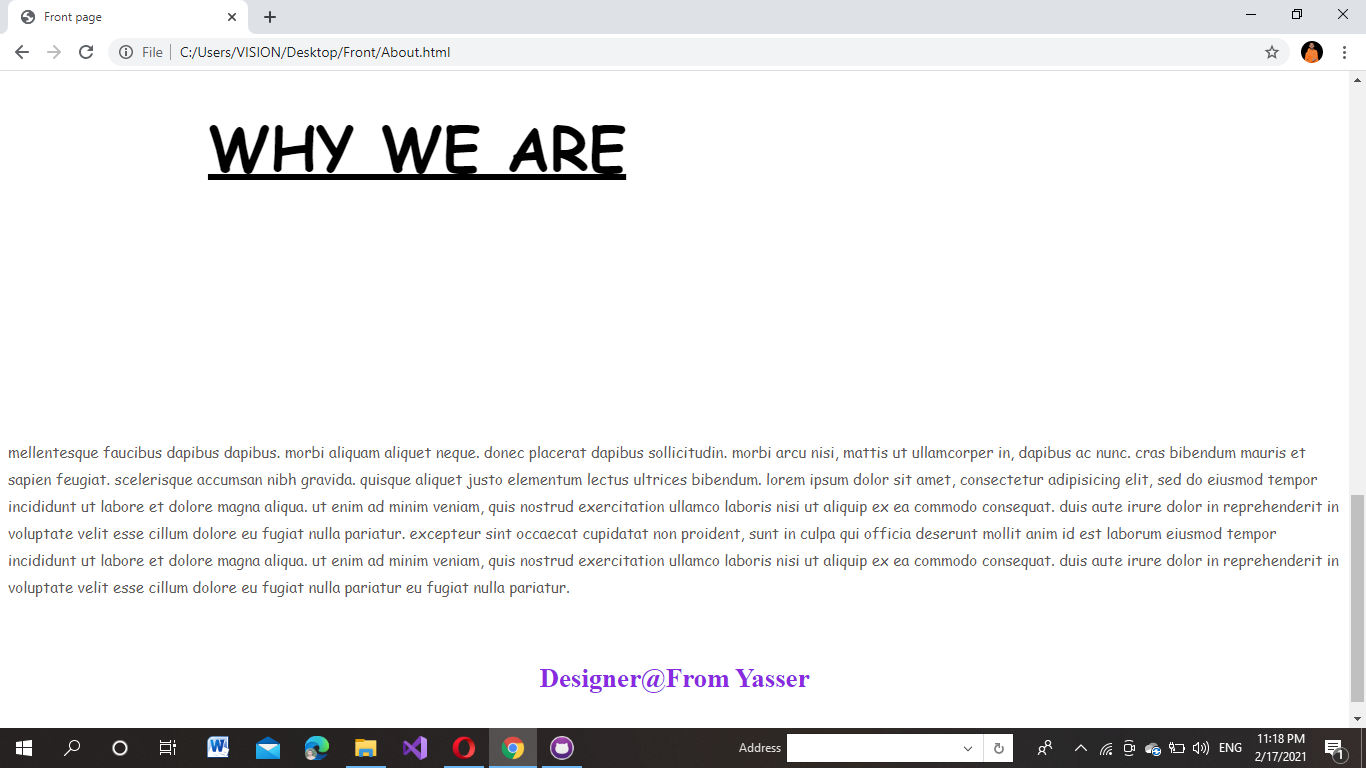 Front page
File
C:/Users/VISION/Desktop/Front/About.html
WHY WE ARE
mellentesque faucibus dapibus dapibus. morbi aliquam aliquet neque. donec placerat dapibus sollicitudin. morbi arcu nisi, mattis ut ullamcorper in, dapibus ac nunc. cras bibendum mauris et
sapien feugiat. scelerisque accumsan nibh gravida. quisque aliquet justo elementum lectus ultrices bibendum. lorem ipsum dolor sit amet, consectetur adipisicing elit, sed do eiusmod tempor
incididunt ut labore et dolore magna aliqua. ut enim ad minim veniam, quis nostrud exercitation ullamco laboris nisi ut aliquip ex ea commodo consequat. duis aute irure dolor in reprehenderit in
voluptate velit esse cillum dolore eu fugiat nulla pariatur. excepteur sint occaecat cupidatat non proident, sunt in culpa qui officia deserunt mollit anim id est laborum eiusmod tempor
incididunt ut labore et dolore magna aliqua. ut enim ad minim veniam, quis nostrud exercitation ullamco laboris nisi ut aliquip ex ea commodo consequat. duis aute irure dolor in reprehenderit in
voluptate velit esse cillum dolore eu fugiat nulla pariatur eu fugiat nulla pariatur.
Designer@From Yasser
Address
ENG
11:18 PM
2/17/2021
1